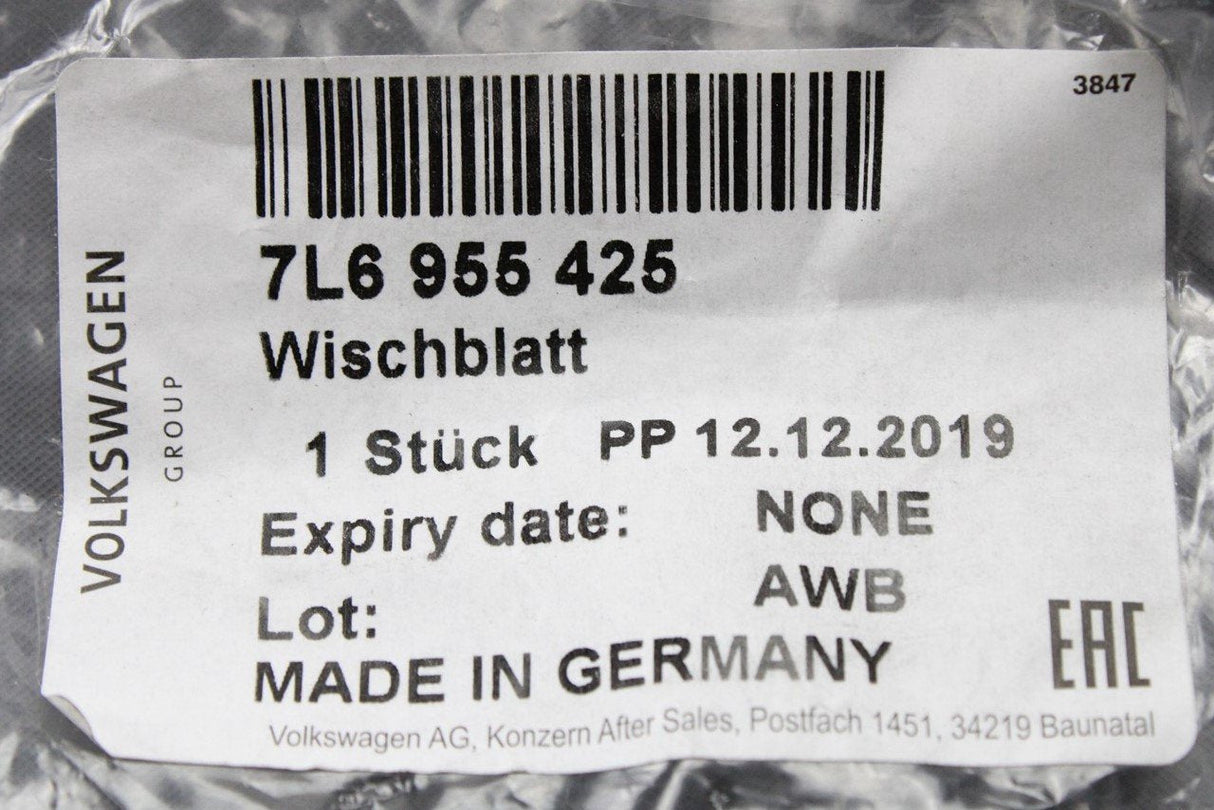 3847
7L6 955 425
Wischblatt
1 Stück PP 12.12.2019
Expiry date: NONE
Lot: AWB
MADE IN GERMANY
EAC
Volkswagen AG, Konzern After Sales, Postfach 1451, 34219 Baunatal
VOLKSWAGEN
GROUP